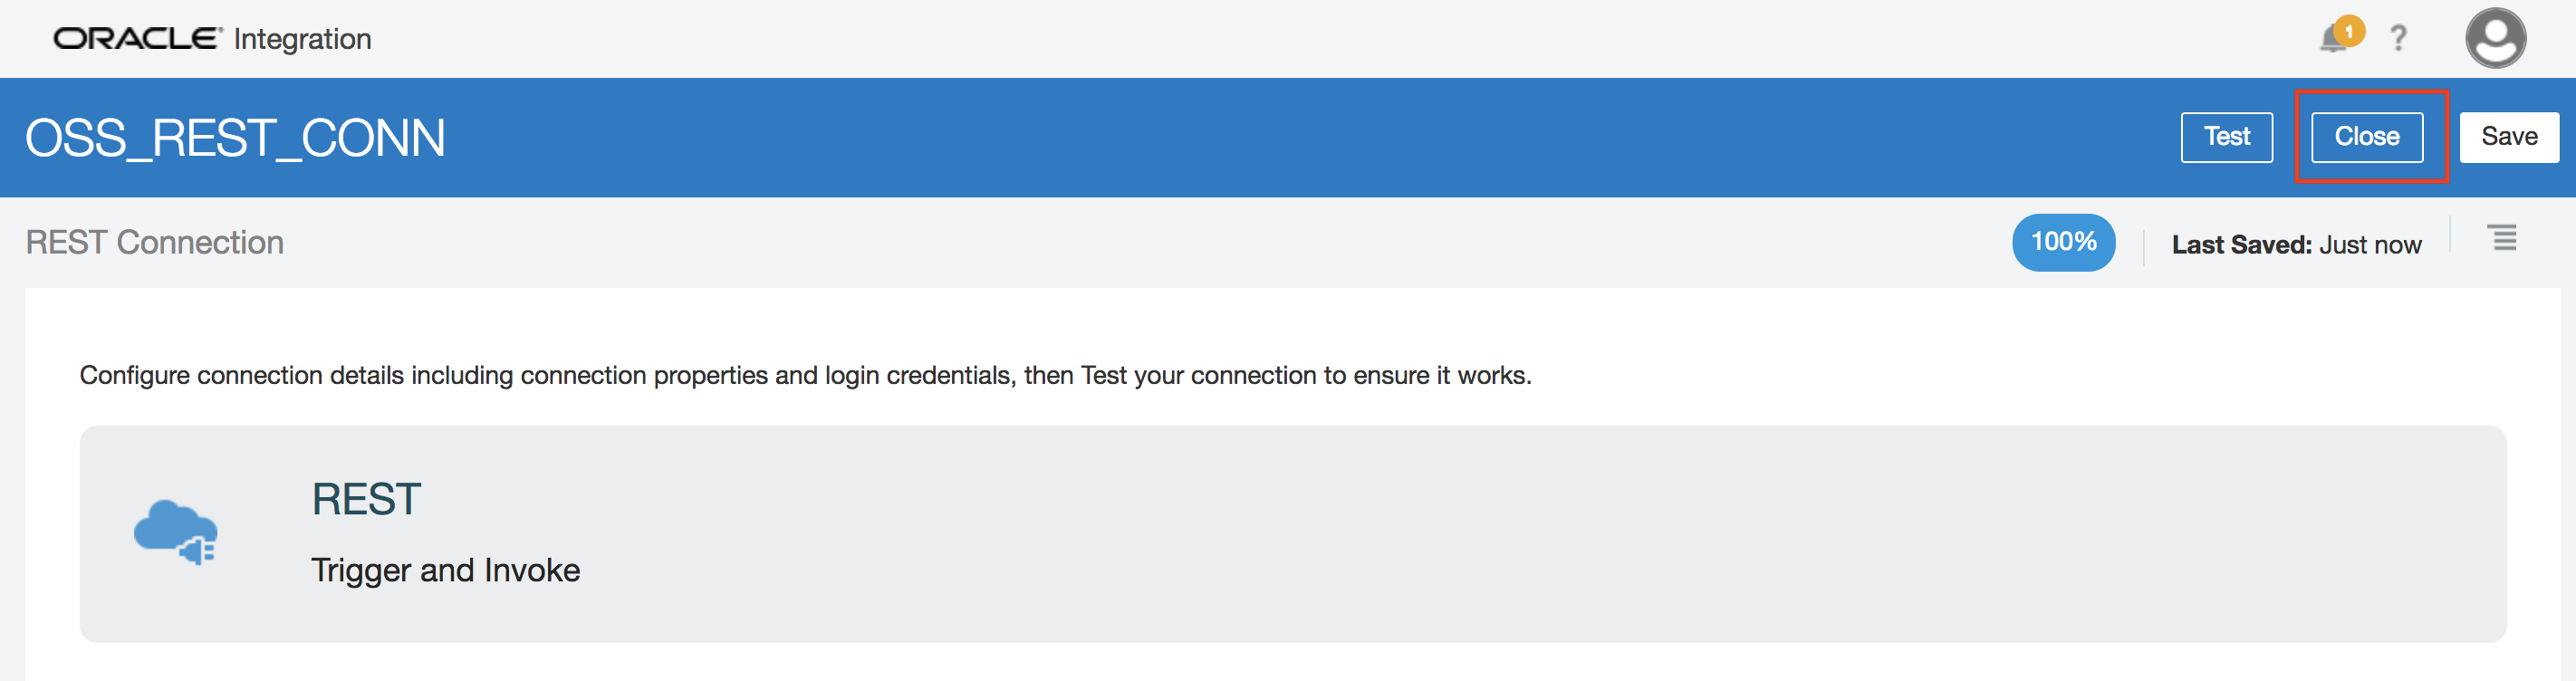 ORACLE Integration
1
?
OSS_REST_CONN
Test
Close
Save
REST Connection
100%
Last Saved: Just now
Configure connection details including connection properties and login credentials, then Test your connection to ensure it works.
REST
Trigger and Invoke